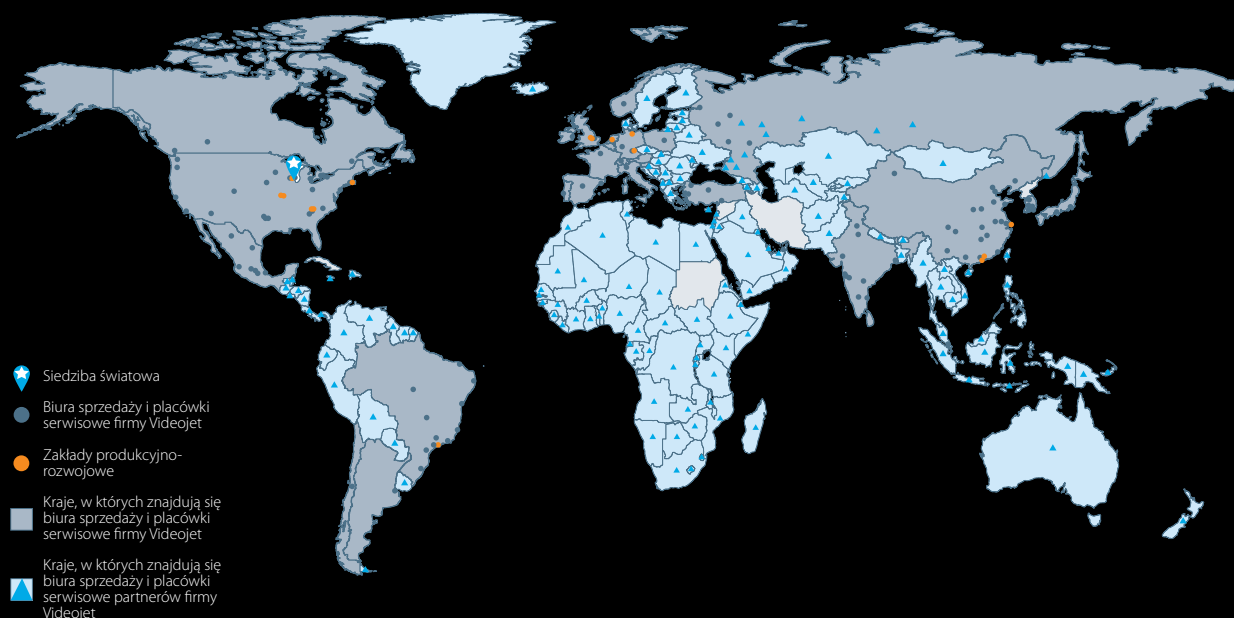 Siedziba światowa
Biura sprzedaży i placówki
serwisowe firmy Videojet
Zakłady produkcyjno-
rozwojowe
Kraje, w których znajdują się
biura sprzedaży i placówki
serwisowe firmy Videojet
Kraje, w których znajdują się
biura sprzedaży i placówki
serwisowe partnerów firmy
Videojet